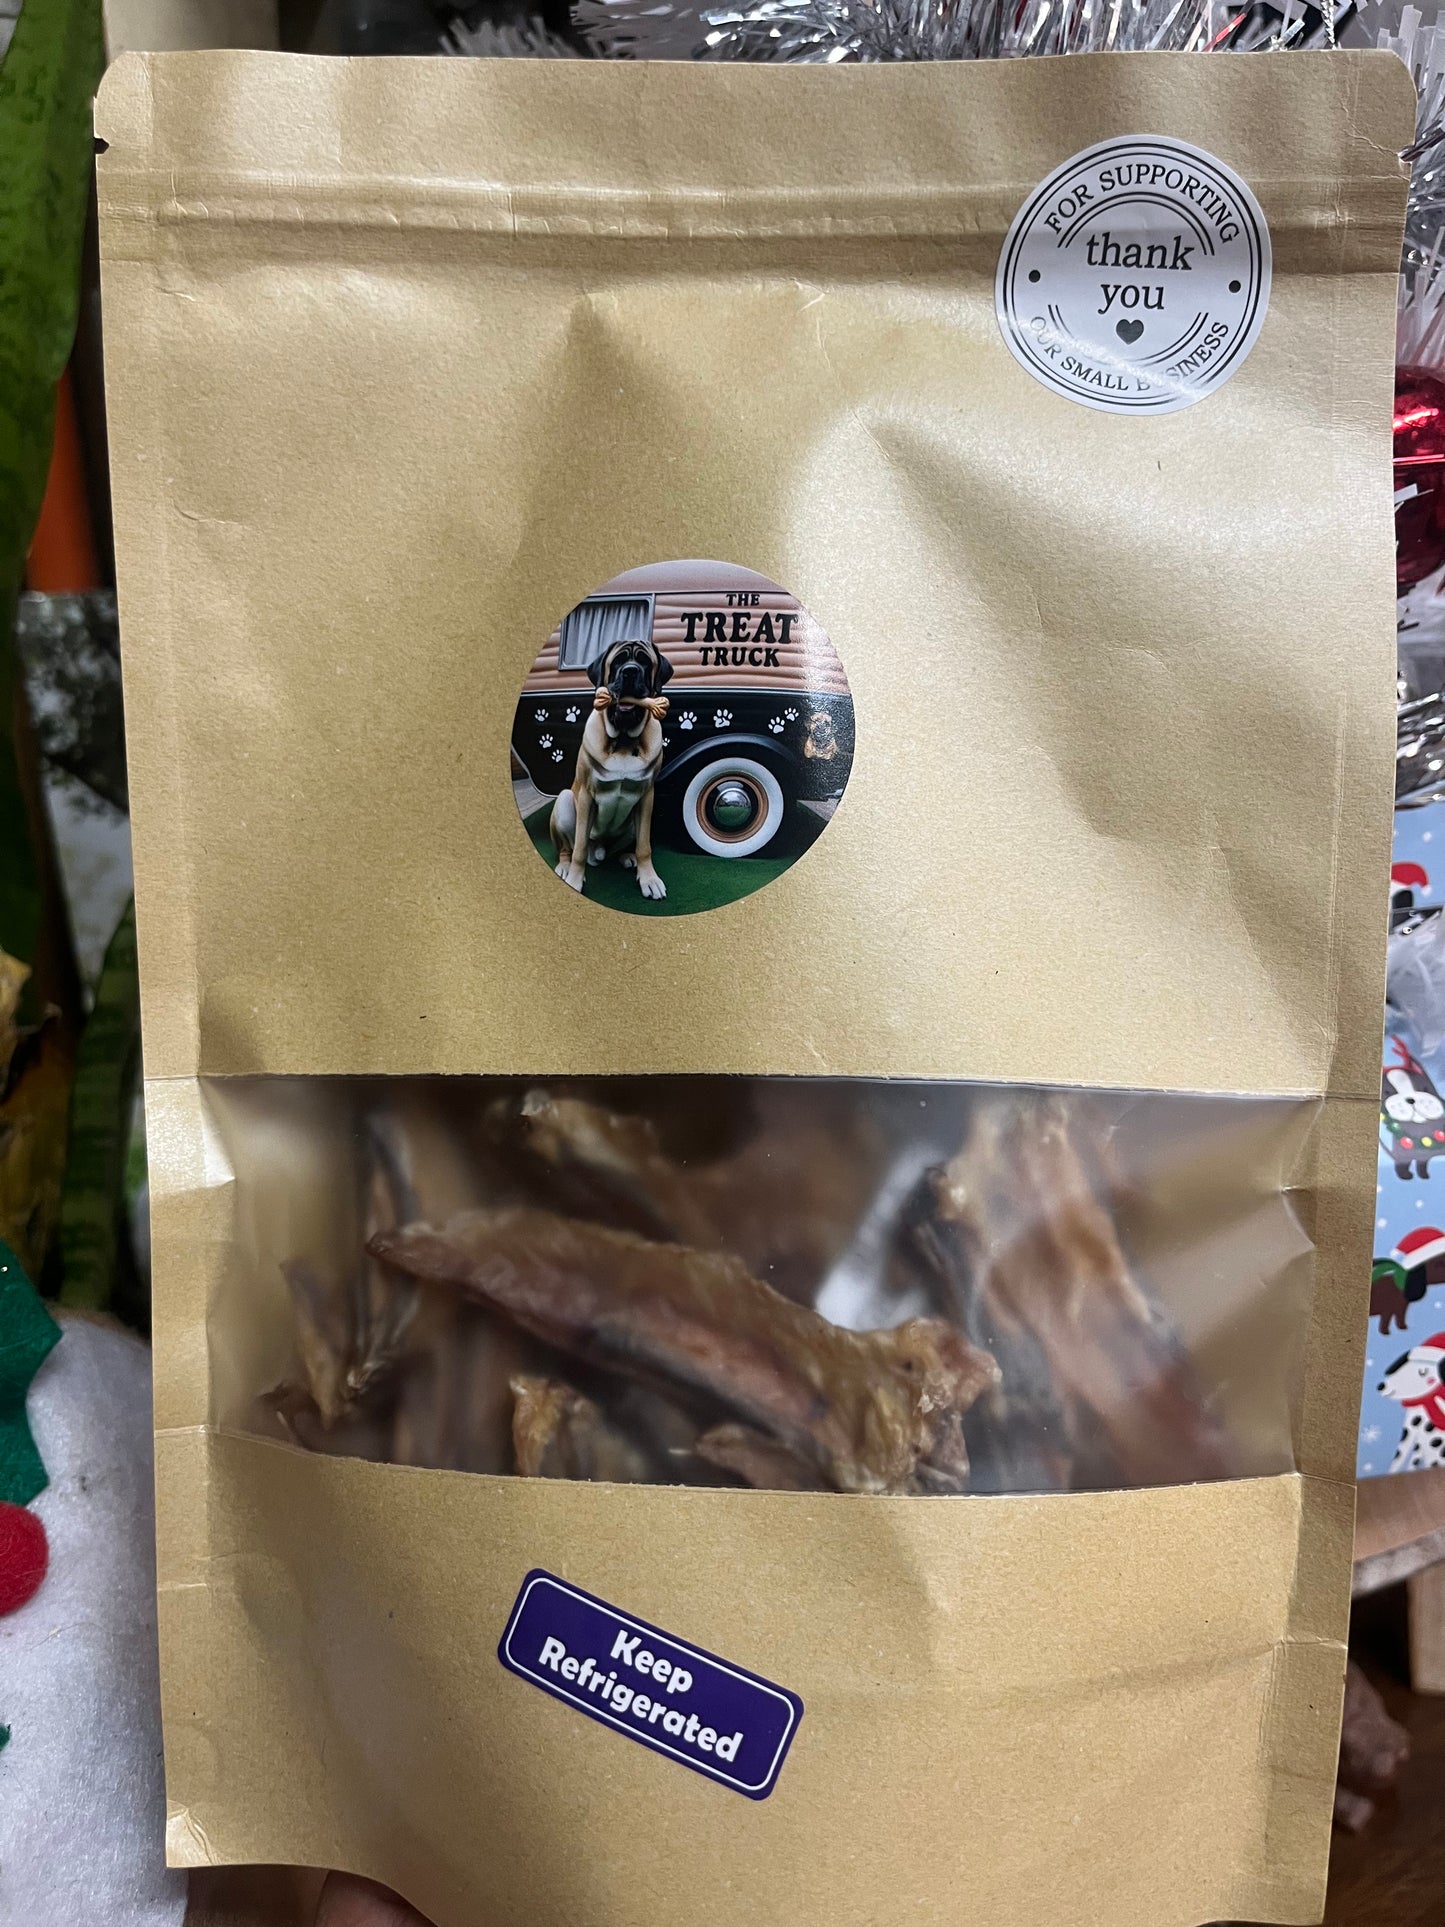 FOR SUPPORTING
thank
you
OUR SMALL BUSINESS
THE
TREAT
TRUCK
Keep
Refrigerated